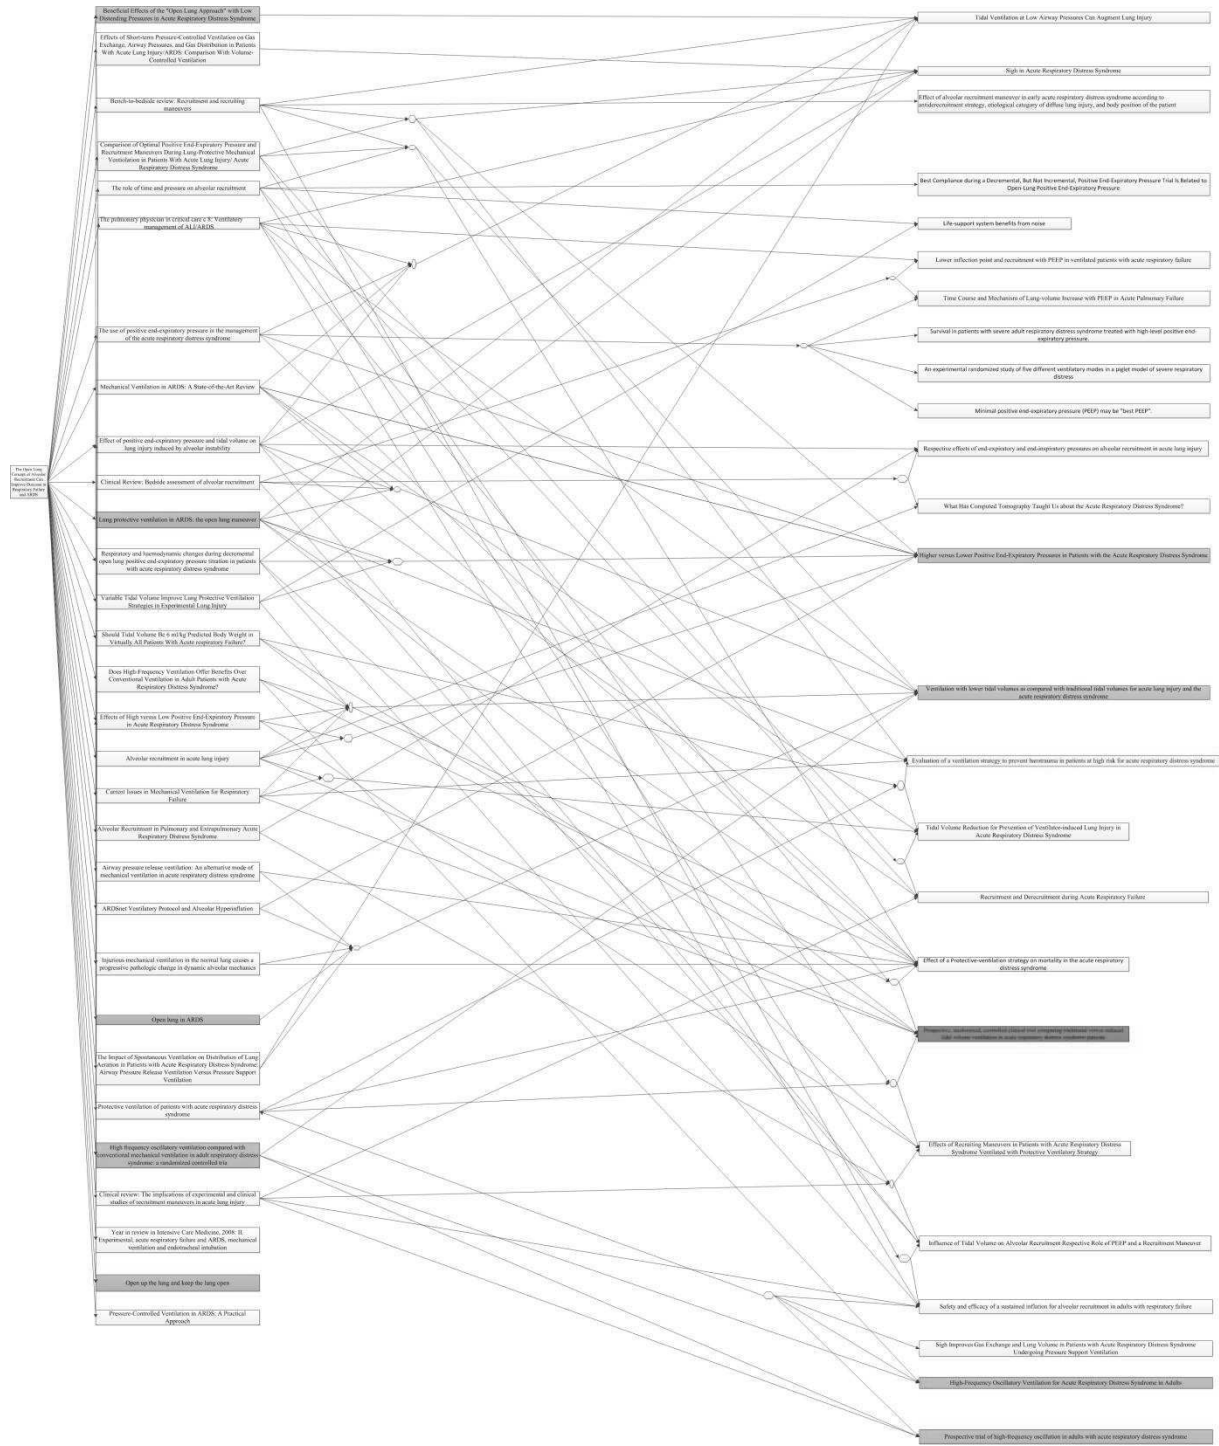 The Open Lung
Concept of Alveolar
Recruitment Can
Improve Outcome in
Respiratory Failure
and ARDS
Beneficial Effects of the "Open Lung Approach" with Low
Distending Pressures in Acute Respiratory Distress Syndrome
Effects of Short-term Pressure-Controlled Ventilation on Gas
Exchange, Airway Pressures, and Gas Distribution in Patients
With Acute Lung Injury/ARDS: Comparison With Volume-
Controlled Ventilation
Bench-to-bedside review: Recruitment and recruiting
maneuvers
Comparison of Optimal Positive End-Expiratory Pressure and
Recruitment Maneuvers During Lung-Protective Mechanical
Ventilation in Patients With Acute Lung Injury/ Acute
Respiratory Distress Syndrome
The role of time and pressure on alveolar recruitment
The pulmonary physician in critical care c 8: Ventilatory
management of ALI/ARDS
The use of positive end-expiratory pressure in the management
of the acute respiratory distress syndrome
Mechanical Ventilation in ARDS: A State-of-the-Art Review
Effect of positive end-expiratory pressure and tidal volume on
lung injury induced by alveolar instability
Clinical Review: Bedside assessment of alveolar recruitment
Lung protective ventilation in ARDS: the open lung maneuver
Respiratory and haemodynamic changes during decremental
open lung positive end-expiratory pressure titration in patients
with acute respiratory distress syndrome
Variable Tidal Volume Improve Lung Protective Ventilation
Strategies in Experimental Lung Injury
Should Tidal Volume Be 6 ml/kg Predicted Body Weight in
Virtually All Patients With Acute respiratory Failure?
Does High-Frequency Ventilation Offer Benefits Over
Conventional Ventilation in Adult Patients with Acute
Respiratory Distress Syndrome?
Effects of High versus Low Positive End-Expiratory Pressure
in Acute Respiratory Distress Syndrome
Alveolar recruitment in acute lung injury
Current Issues in Mechanical Ventilation for Respiratory
Failure
Alveolar Recruitment in Pulmonary and Extrapulmonary Acute
Respiratory Distress Syndrome
Airway pressure release ventilation: An alternative mode of
mechanical ventilation in acute respiratory distress syndrome
ARDSnet Ventilatory Protocol and Alveolar Hyperinflation
Injurious mechanical ventilation in the normal lung causes a
progressive pathologic change in dynamic alveolar mechanics
Open lung in ARDS
The Impact of Spontaneous Ventilation on Distribution of Lung
Aeration in Patients with Acute Respiratory Distress Syndrome:
Airway Pressure Release Ventilation Versus Pressure Support
Ventilation
Protective ventilation of patients with acute respiratory distress
syndrome
High frequency oscillatory ventilation compared with
conventional mechanical ventilation in adult respiratory distress
syndrome: a randomized controlled tria
Clinical review: The implications of experimental and clinical
studies of recruitment maneuvers in acute lung injury
Year in review in Intensive Care Medicine, 2008: II.
Experimental, acute respiratory failure and ARDS, mechanical
ventilation and endotracheal intubation
Open up the lung and keep the lung open
Pressure-Controlled Ventilation in ARDS: A Practical
Approach
Tidal Ventilation at Low Airway Pressures Can Augment Lung Injury
Sigh in Acute Respiratory Distress Syndrome
Effect of alveolar recruitment maneuver in early acute respiratory distress syndrome according to
antiderecruitment strategy, etiological category of diffuse lung injury, and body position of the patient
Best Compliance during a Decremental, But Not Incremental, Positive End-Expiratory Pressure Trial Is Related to
Open-Lung Positive End-Expiratory Pressure
Life-support system benefits from noise
Lower inflection point and recruitment with PEEP in ventilated patients with acute respiratory failure
Time Course and Mechanism of Lung-volume Increase with PEEP in Acute Pulmonary Failure
Survival in patients with severe adult respiratory distress syndrome treated with high-level positive end-
expiratory pressure.
An experimental randomized study of five different ventilatory modes in a piglet model of severe respiratory
distress
Minimal positive end-expiratory pressure (PEEP) may be "best PEEP".
Respective effects of end-expiratory and end-inspiratory pressures on alveolar recruitment in acute lung injury
What Has Computed Tomography Taught Us about the Acute Respiratory Distress Syndrome?
Higher versus Lower Positive End-Expiratory Pressures in Patients with the Acute Respiratory Distress Syndrome
Ventilation with lower tidal volumes as compared with traditional tidal volumes for acute lung injury and the
acute respiratory distress syndrome
Evaluation of a ventilation strategy to prevent barotrauma in patients at high risk for acute respiratory distress syndrome
Tidal Volume Reduction for Prevention of Ventilator-induced Lung Injury in
Acute Respiratory Distress Syndrome
Recruitment and Derecruitment during Acute Respiratory Failure
Effect of a Protective-ventilation strategy on mortality in the acute respiratory
distress syndrome
Prospective, randomized, controlled clinical trial comparing traditional versus reduced
tidal volume ventilation in acute respiratory distress syndrome patients
Effects of Recruiting Maneuvers in Patients with Acute Respiratory Distress
Syndrome Ventilated with Protective Ventilatory Strategy
Influence of Tidal Volume on Alveolar Recruitment Respective Role of PEEP and a Recruitment Maneuver
Safety and efficacy of a sustained inflation for alveolar recruitment in adults with respiratory failure
Sigh Improves Gas Exchange and Lung Volume in Patients with Acute Respiratory Distress Syndrome
Undergoing Pressure Support Ventilation
High-Frequency Oscillatory Ventilation for Acute Respiratory Distress Syndrome in Adults
Prospective trial of high-frequency oscillation in adults with acute respiratory distress syndrome